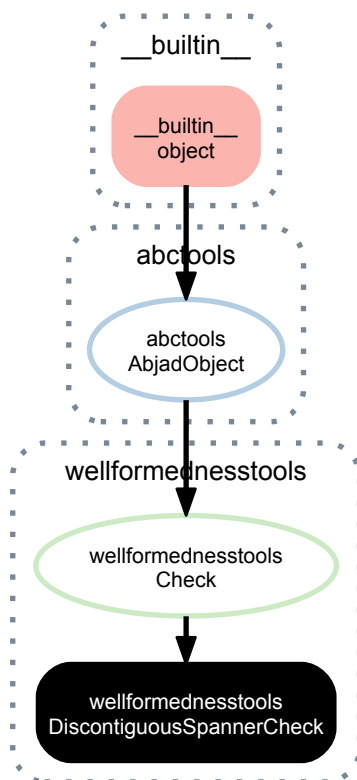 __builtin__
__builtin__
object
abctools
abctools
AbjadObject
wellformednesstools
wellformednesstools
Check
wellformednesstools
DiscontiguousSpannerCheck